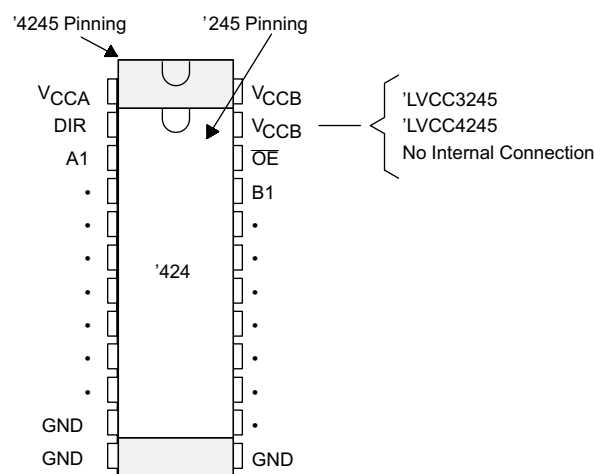 ’4245 Pinning
’245 Pinning
VCCA
VCCB
’LVCC3245
DIR
VCCB
’LVCC4245
A1
OE
No Internal Connection
B1
’424
GND
GND
GND